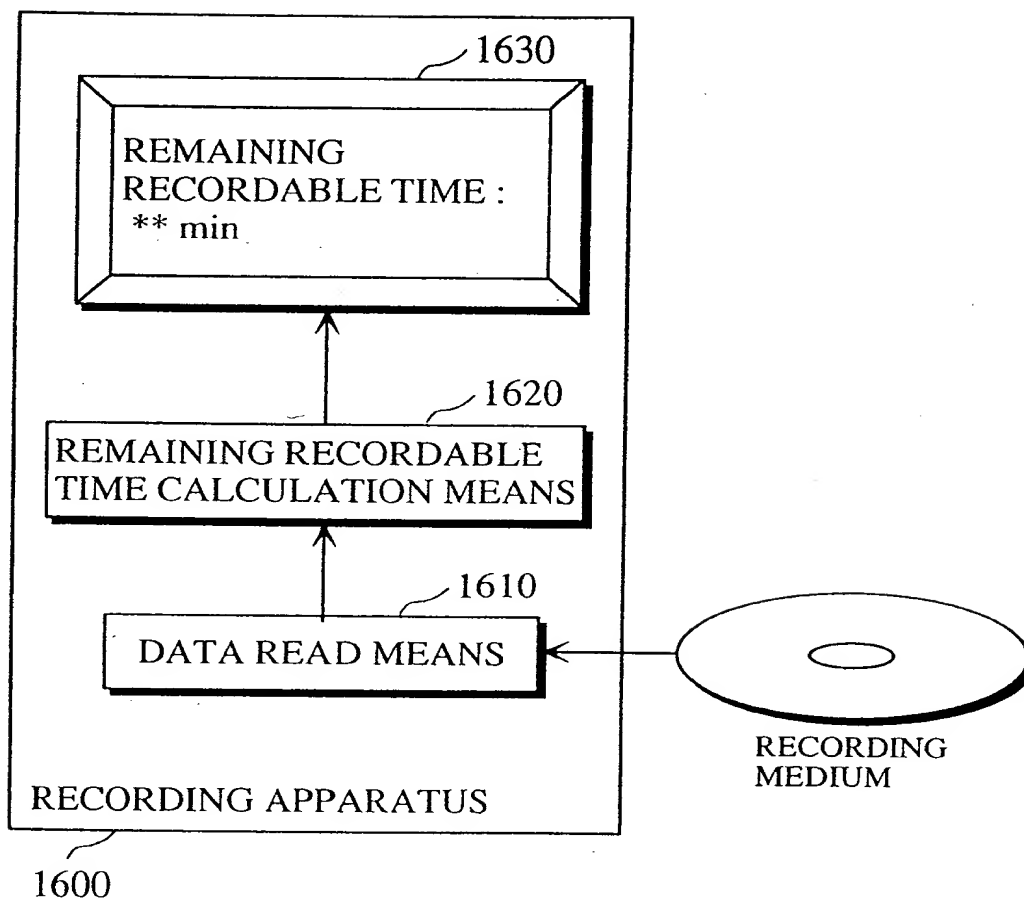 1630
REMAINING
RECORDABLE TIME :
** min
1620
REMAINING RECORDABLE
TIME CALCULATION MEANS
1610
DATA READ MEANS
RECORDING
MEDIUM
RECORDING APPARATUS
1600